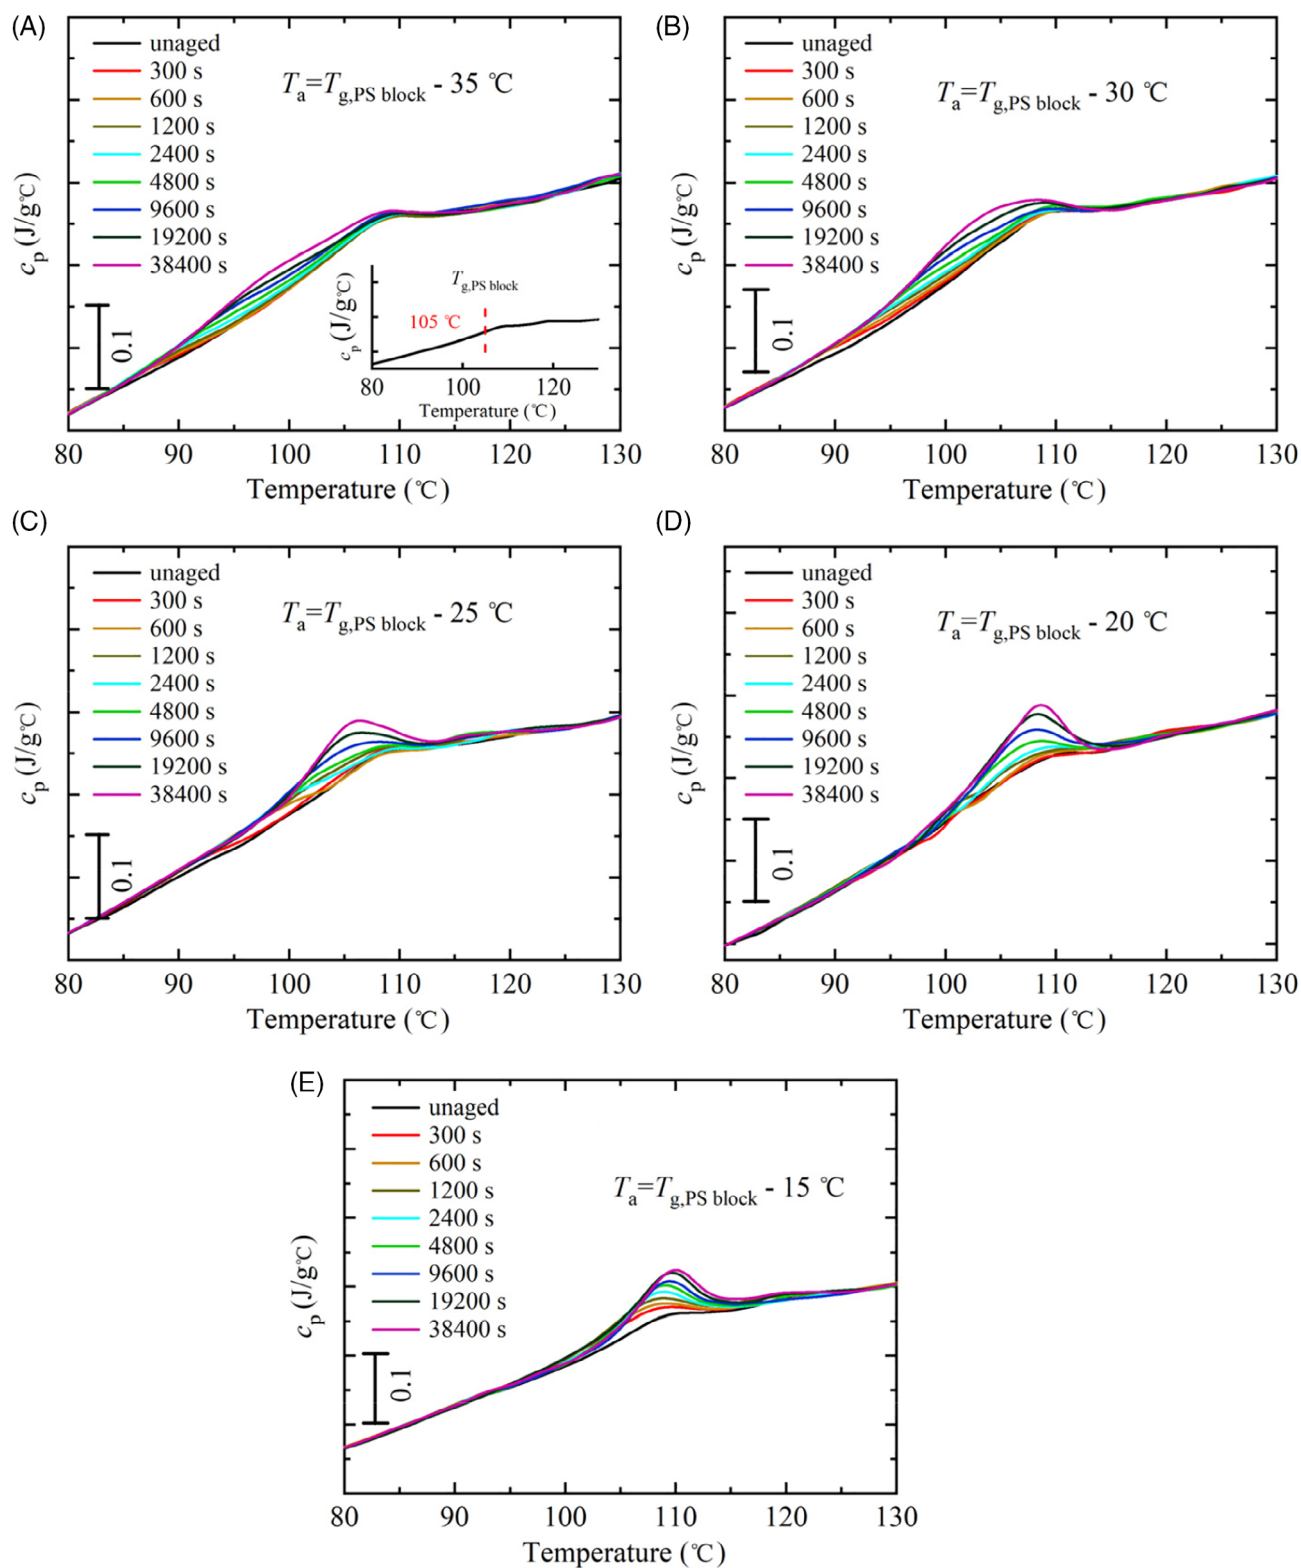 (A)
unaged
300 s
600 s
1200 s
2400 s
4800 s
9600 s
19200 s
38400 s
Ta=Tg,PS block - 35 ℃
cp (J/g℃)
0.1
Tg,PS block
105 ℃
cp (J/g℃)
80 100 120
Temperature (℃)
80 90 100 110 120 130
Temperature (℃)
(B)
unaged
300 s
600 s
1200 s
2400 s
4800 s
9600 s
19200 s
38400 s
Ta=Tg,PS block - 30 ℃
cp (J/g℃)
0.1
80 90 100 110 120 130
Temperature (℃)
(C)
unaged
300 s
600 s
1200 s
2400 s
4800 s
9600 s
19200 s
38400 s
Ta=Tg,PS block - 25 ℃
cp (J/g℃)
0.1
80 90 100 110 120 130
Temperature (℃)
(D)
unaged
300 s
600 s
1200 s
2400 s
4800 s
9600 s
19200 s
38400 s
Ta=Tg,PS block - 20 ℃
cp (J/g℃)
0.1
80 90 100 110 120 130
Temperature (℃)
(E)
unaged
300 s
600 s
1200 s
2400 s
4800 s
9600 s
19200 s
38400 s
Ta=Tg,PS block - 15 ℃
cp (J/g℃)
0.1
80 90 100 110 120 130
Temperature (℃)